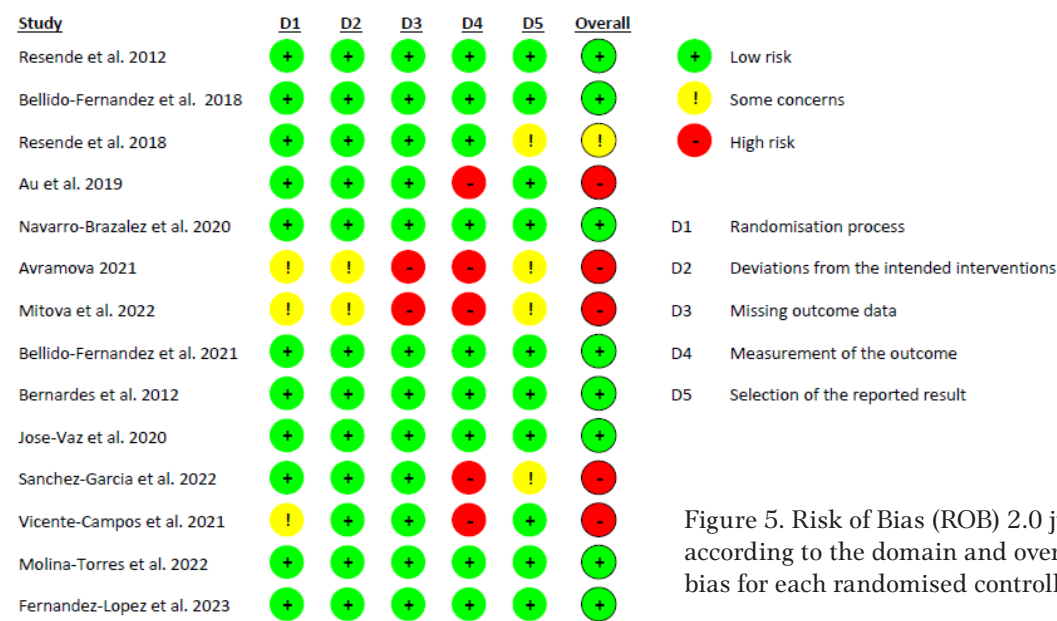 Study D1 D2 D3 D4 D5 Overall
Resende et al. 2012 + + + + + +
Bellido-Fernandez et al. 2018 + + + + + +
Resende et al. 2018 + + + + ! !
Au et al. 2019 + + + - + -
Navarro-Brazalez et al. 2020 + + + + + +
Avramova 2021 ! ! - - ! -
Mitova et al. 2022 ! ! - - ! -
Bellido-Fernandez et al. 2021 + + + + + +
Bernardes et al. 2012 + + + + + +
Jose-Vaz et al. 2020 + + + + + +
Sanchez-Garcia et al. 2022 + + + - ! -
Vicente-Campos et al. 2021 ! + + - + -
Molina-Torres et al. 2022 + + + + + +
Fernandez-Lopez et al. 2023 + + + + + +
+ Low risk
! Some concerns
- High risk
D1 Randomisation process
D2 Deviations from the intended interventions
D3 Missing outcome data
D4 Measurement of the outcome
D5 Selection of the reported result
Figure 5. Risk of Bias (ROB) 2.0
according to the domain and
bias for each randomised